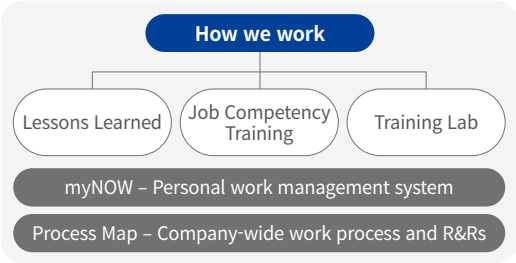 How we work
Lessons Learned
Job Competency
Training
Training Lab
myNOW – Personal work management system
Process Map – Company-wide work process and R&Rs